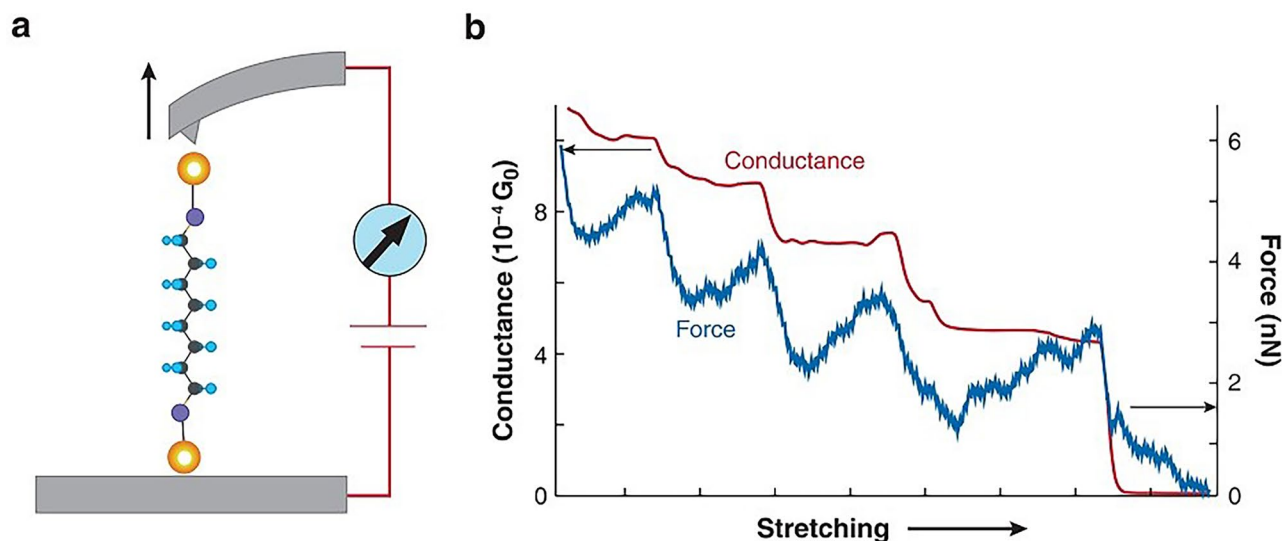 a
b
Conductance (10⁻⁴ G₀)
8
4
0
Conductance
Force
6
4
2
0
Force (nN)
Stretching